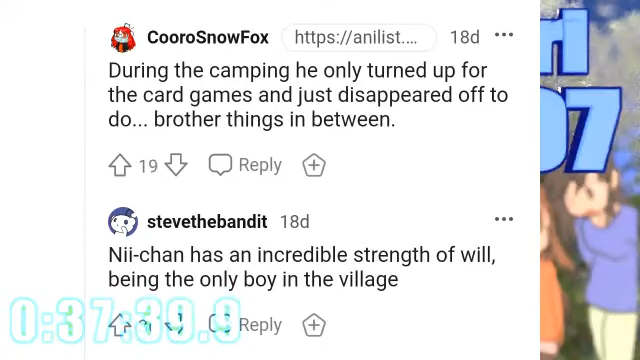 CooroSnowFox https://anilist.... 18d
During the camping he only turned up for
the card games and just disappeared off to
do... brother things in between.
19 Reply
stevethebandit 18d
Nii-chan has an incredible strength of will,
being the only boy in the village
0:37:39.9
Reply
07